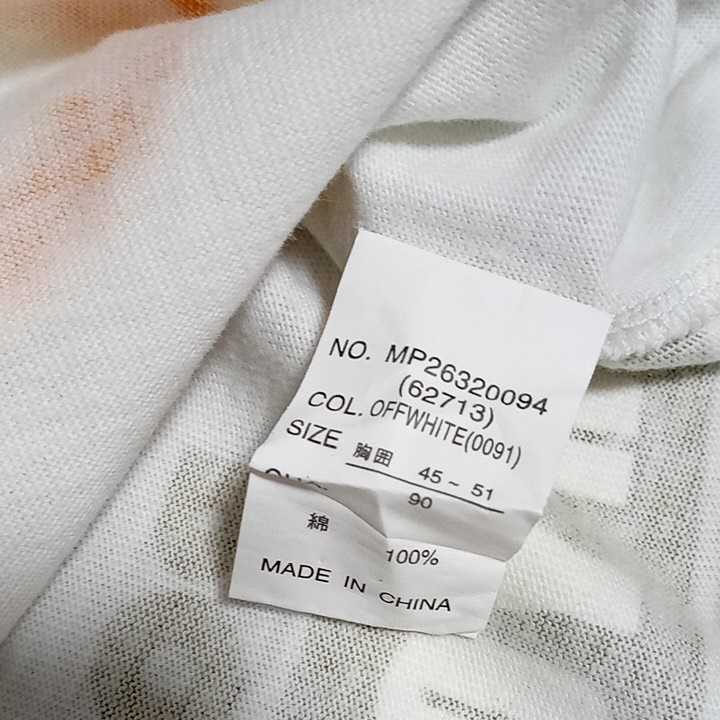 NO. MP26320094
(62713)
COL. OFFWHITE(0091)
SIZE 胸囲 45~51
90
綿 100%
MADE IN CHINA